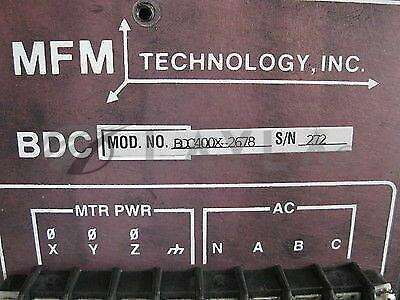 MFM TECHNOLOGY, INC.
BDC MOD. NO. BDC400X-2678 S/N 272
MTR PWR AC
Ø Ø Ø
X Y Z N A B C